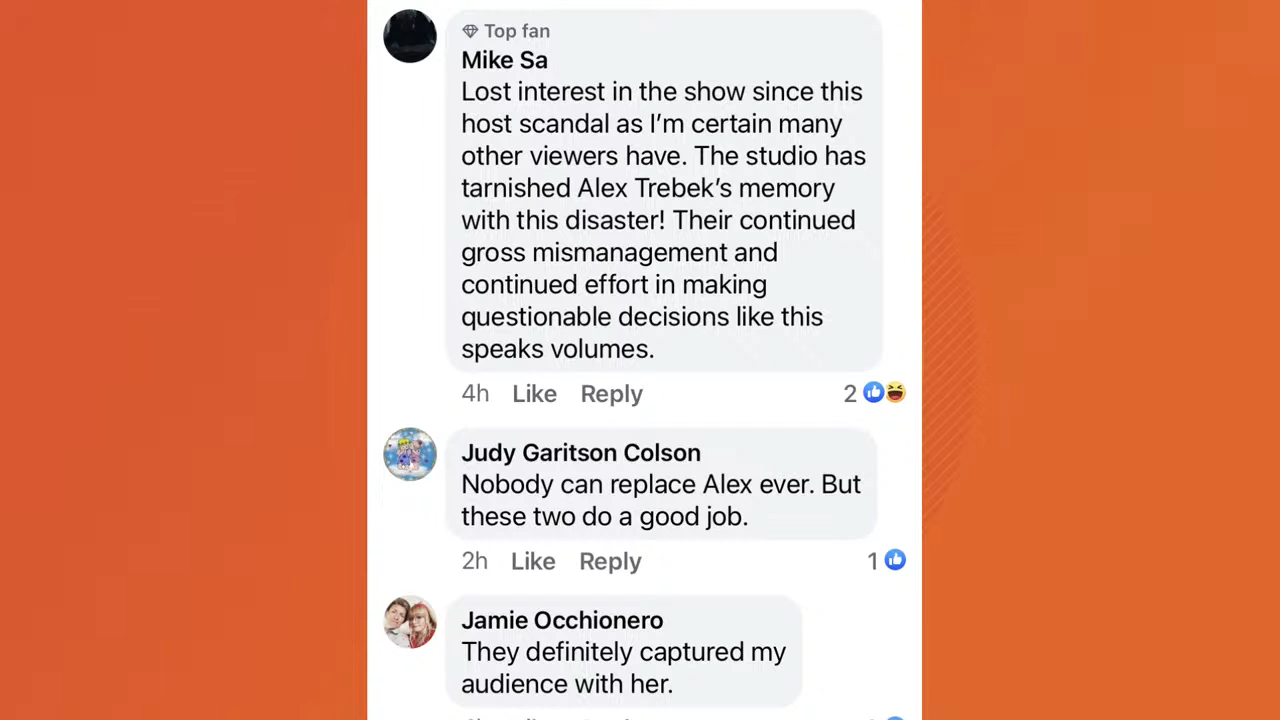 Top fan
Mike Sa
Lost interest in the show since this
host scandal as I’m certain many
other viewers have. The studio has
tarnished Alex Trebek’s memory
with this disaster! Their continued
gross mismanagement and
continued effort in making
questionable decisions like this
speaks volumes.
4h Like Reply 2
Judy Garitson Colson
Nobody can replace Alex ever. But
these two do a good job.
2h Like Reply 1
Jamie Occhionero
They definitely captured my
audience with her.